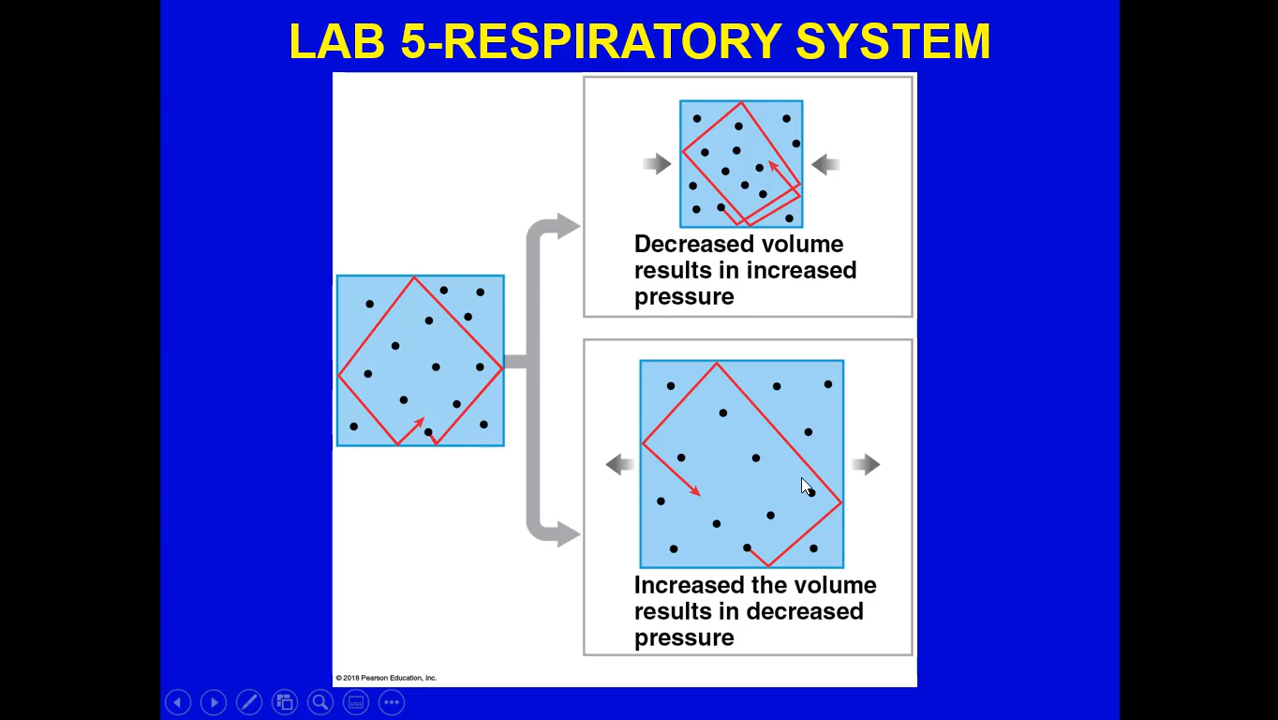 LAB 5-RESPIRATORY SYSTEM
Decreased volume
results in increased
pressure
Increased the volume
results in decreased
pressure
© 2018 Pearson Education, Inc.